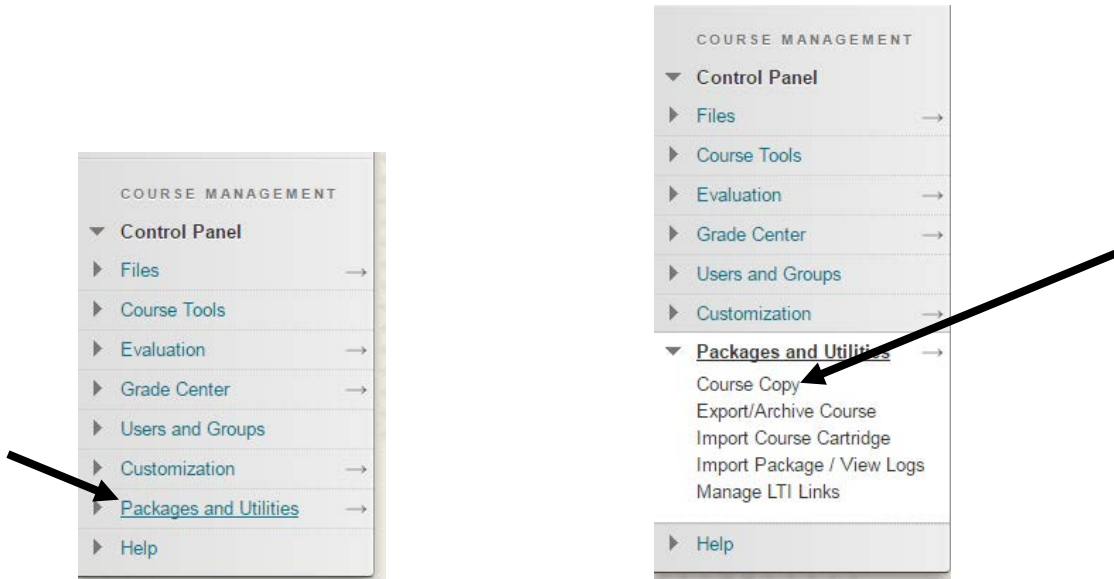 COURSE MANAGEMENT
Control Panel
Files
Course Tools
Evaluation
Grade Center
Users and Groups
Customization
Packages and Utilities
Help
COURSE MANAGEMENT
Control Panel
Files
Course Tools
Evaluation
Grade Center
Users and Groups
Customization
Packages and Utilities
Course Copy
Export/Archive Course
Import Course Cartridge
Import Package / View Logs
Manage LTI Links
Help